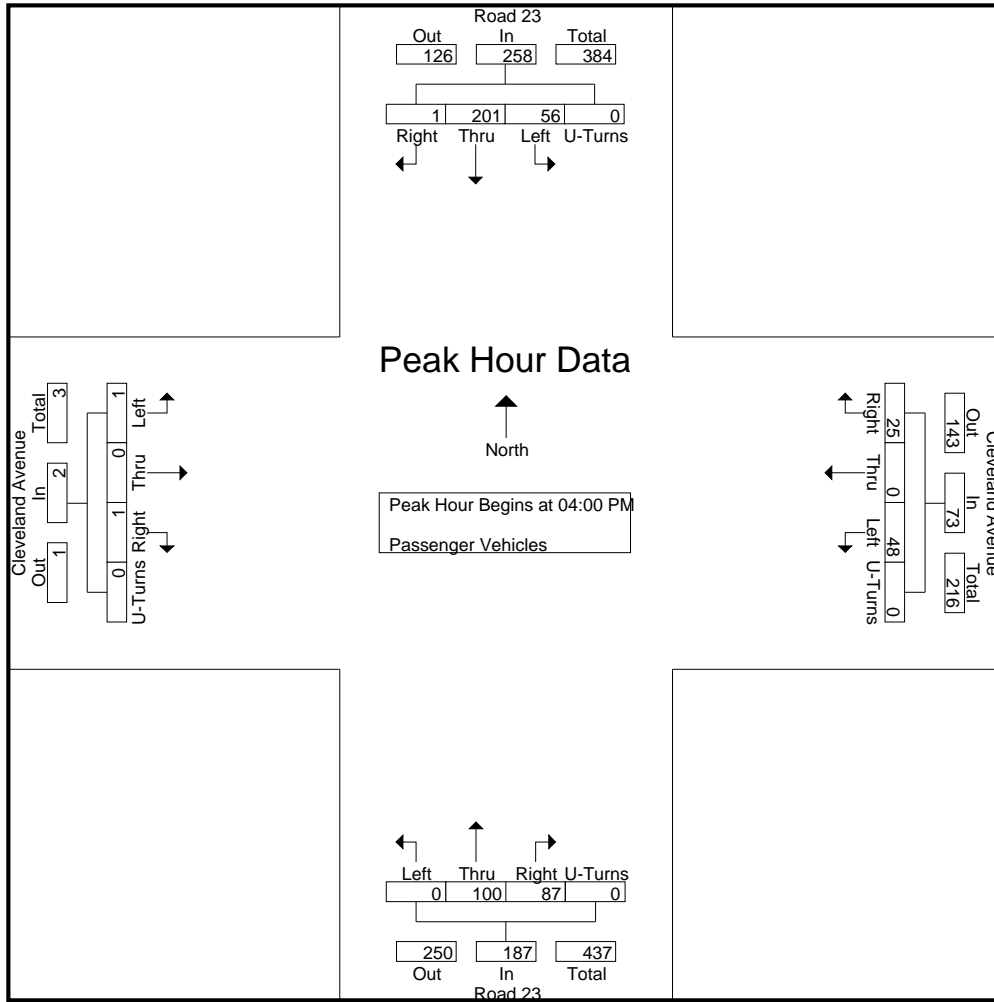 Road 23
Out In Total
126 258 384
1 201 56 0
Right Thru Left U-Turns
Peak Hour Data
North
Peak Hour Begins at 04:00 PM
Passenger Vehicles
Cleveland Avenue
Out In Total
1 2 3
Left Thru Right U-Turns
1 0 1 0
Cleveland Avenue
Out In Total
143 73 216
25 0 48 0
Right Thru Left U-Turns
Left Thru Right U-Turns
0 100 87 0
250 187 437
Out In Total
Road 23